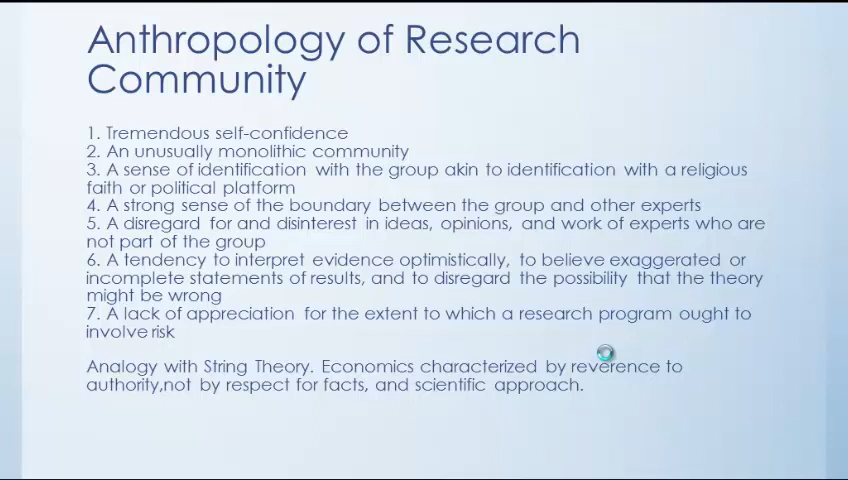 Anthropology of Research
Community
1. Tremendous self-confidence
2. An unusually monolithic community
3. A sense of identification with the group akin to identification with a religious
faith or political platform
4. A strong sense of the boundary between the group and other experts
5. A disregard for and disinterest in ideas, opinions, and work of experts who are
not part of the group
6. A tendency to interpret evidence optimistically, to believe exaggerated or
incomplete statements of results, and to disregard the possibility that the theory
might be wrong
7. A lack of appreciation for the extent to which a research program ought to
involve risk
Analogy with String Theory. Economics characterized by reverence to
authority,not by respect for facts, and scientific approach.